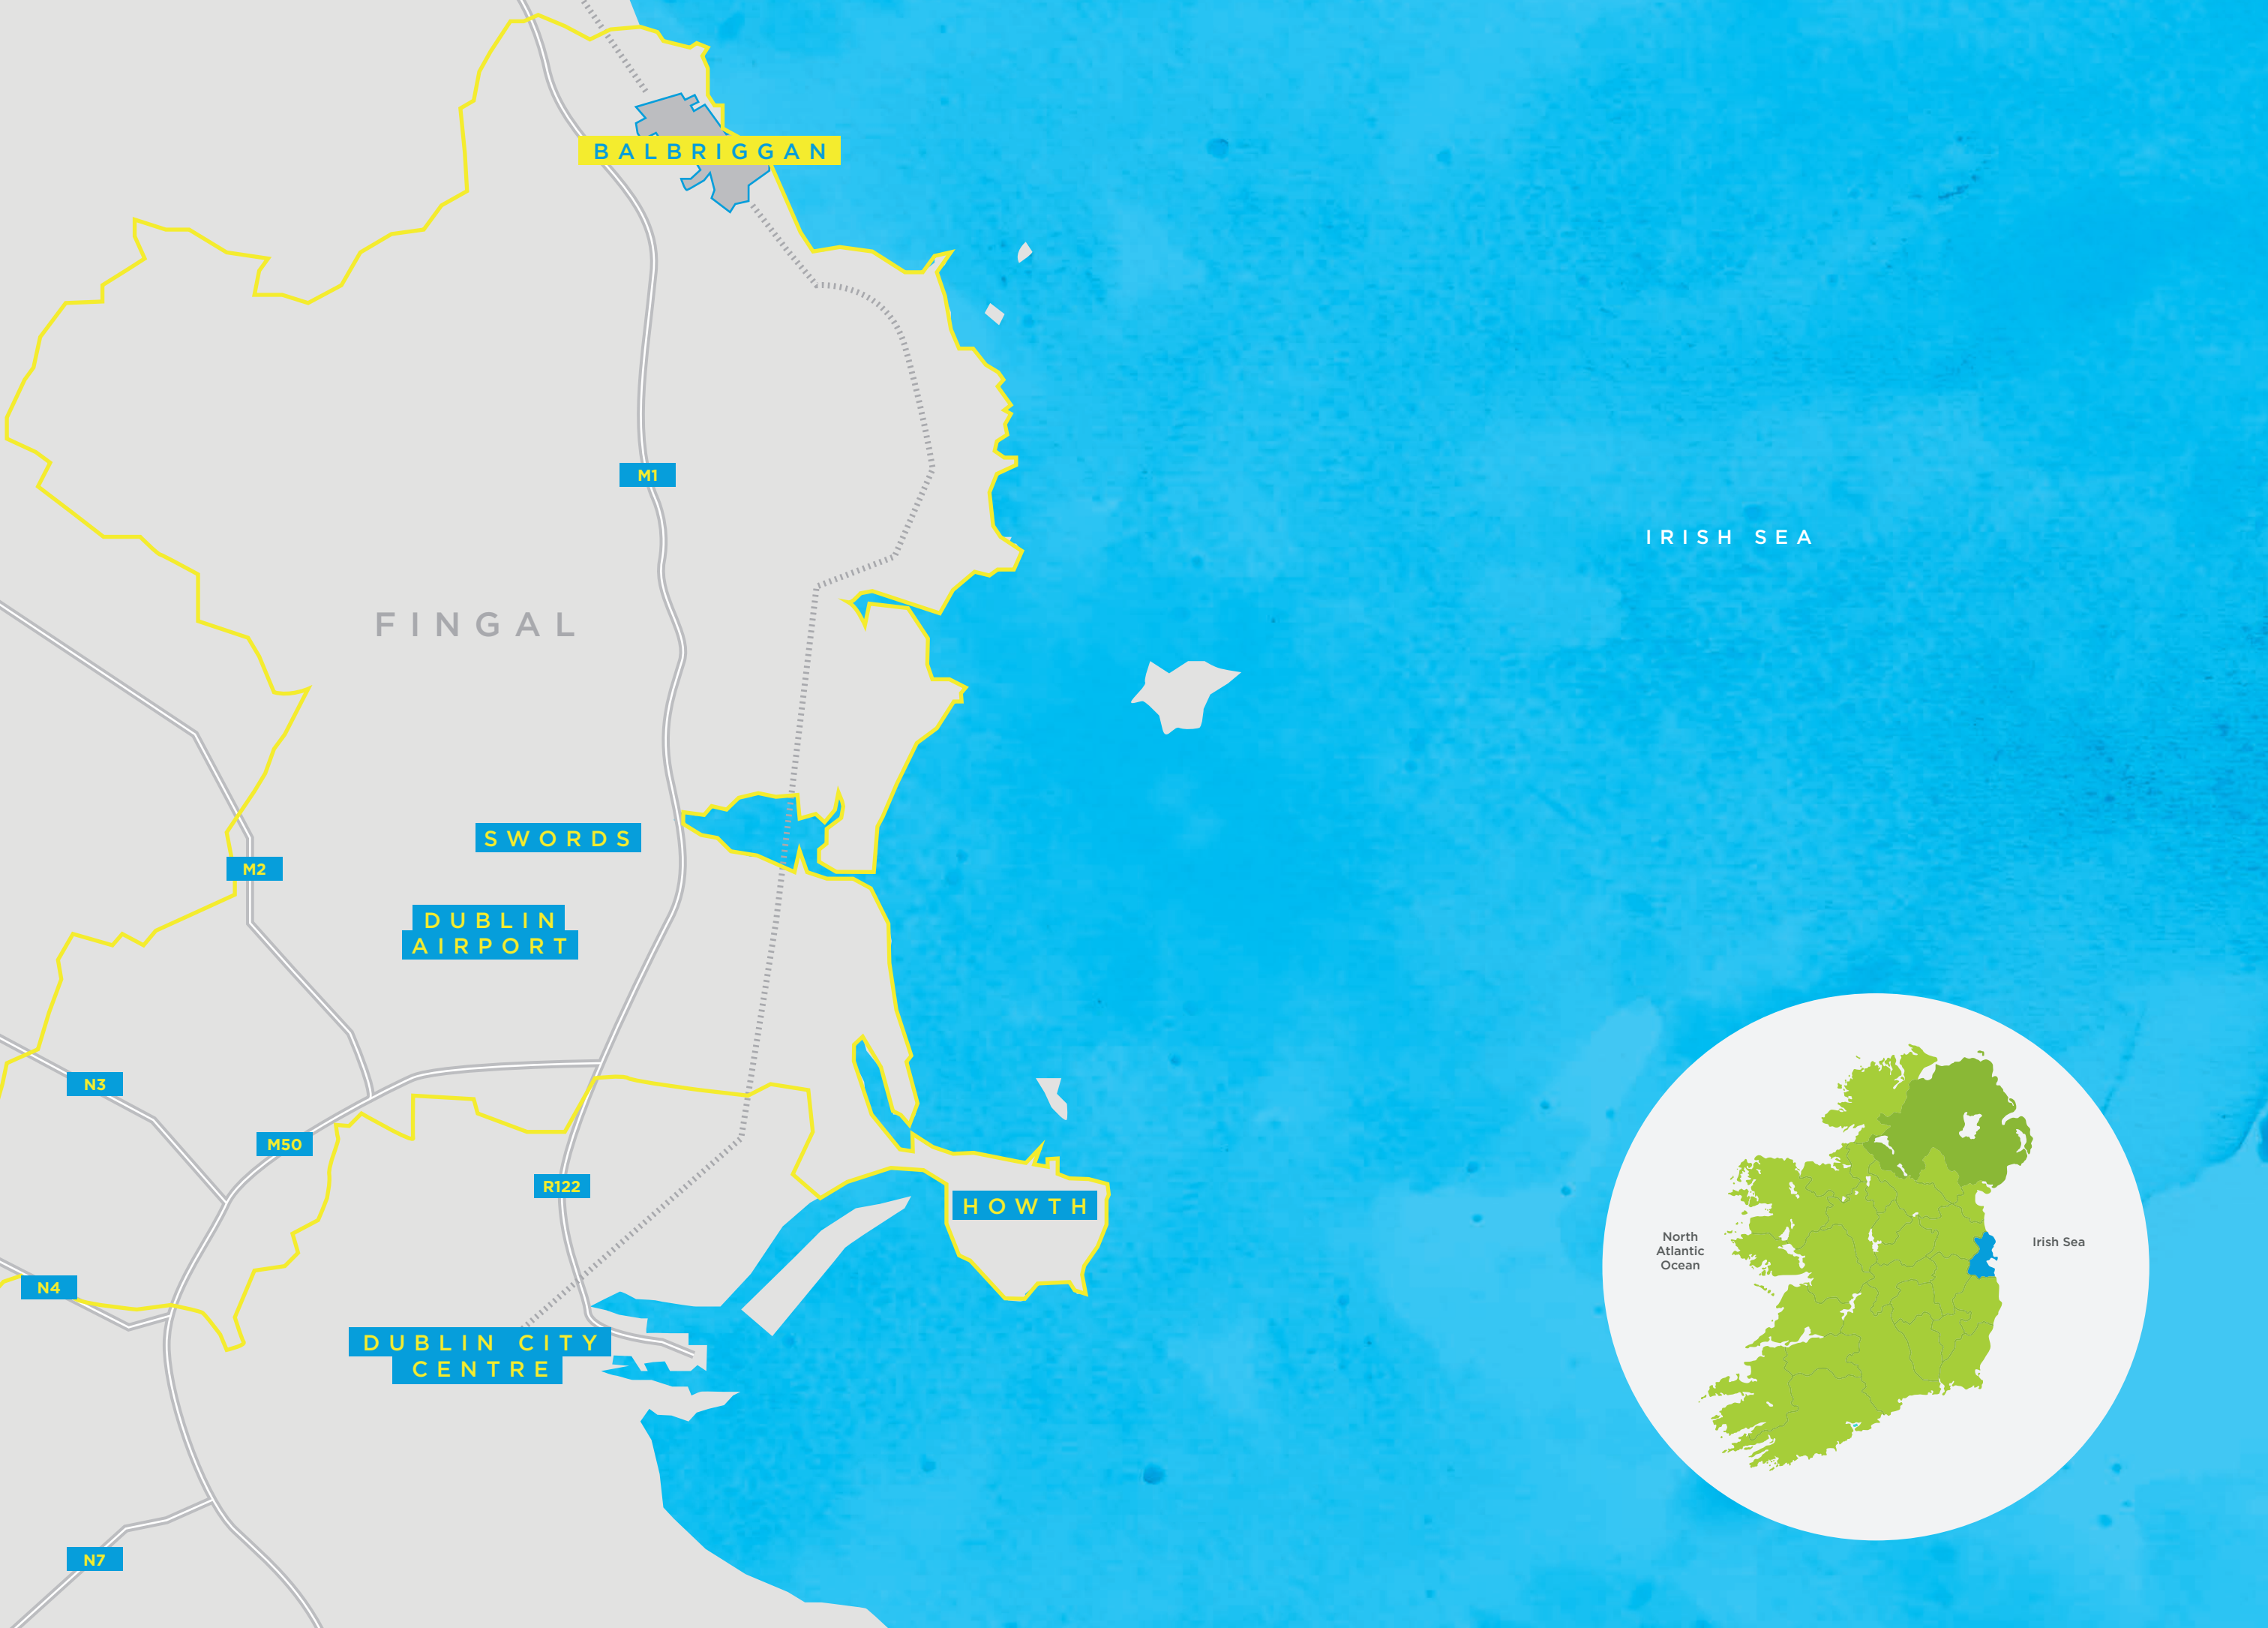 BALBRIGGAN
M1
IRISH SEA
FINGAL
SWORDS
M2
DUBLIN
AIRPORT
N3
M50
R122
HOWTH
North
Atlantic
Ocean
Irish Sea
N4
DUBLIN CITY
CENTRE
N7